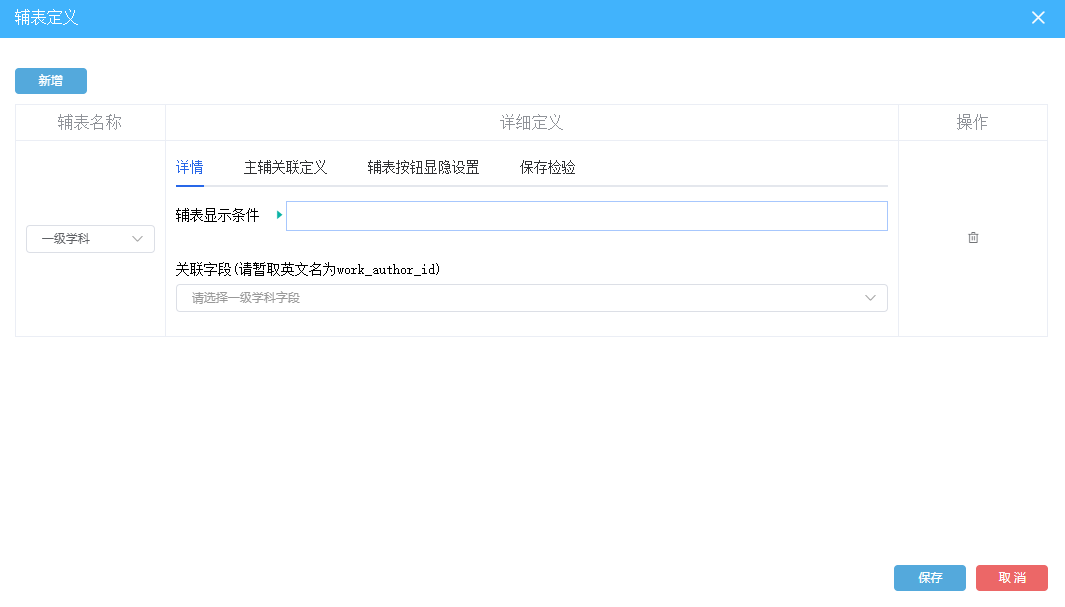 辅表定义
新增
辅表名称 详细定义 操作
详情 主辅关联定义 辅表按钮显隐设置 保存检验
辅表显示条件
一级学科
关联字段(请暂取英文名为work_author_id)
请选择一级学科字段
保存 取消